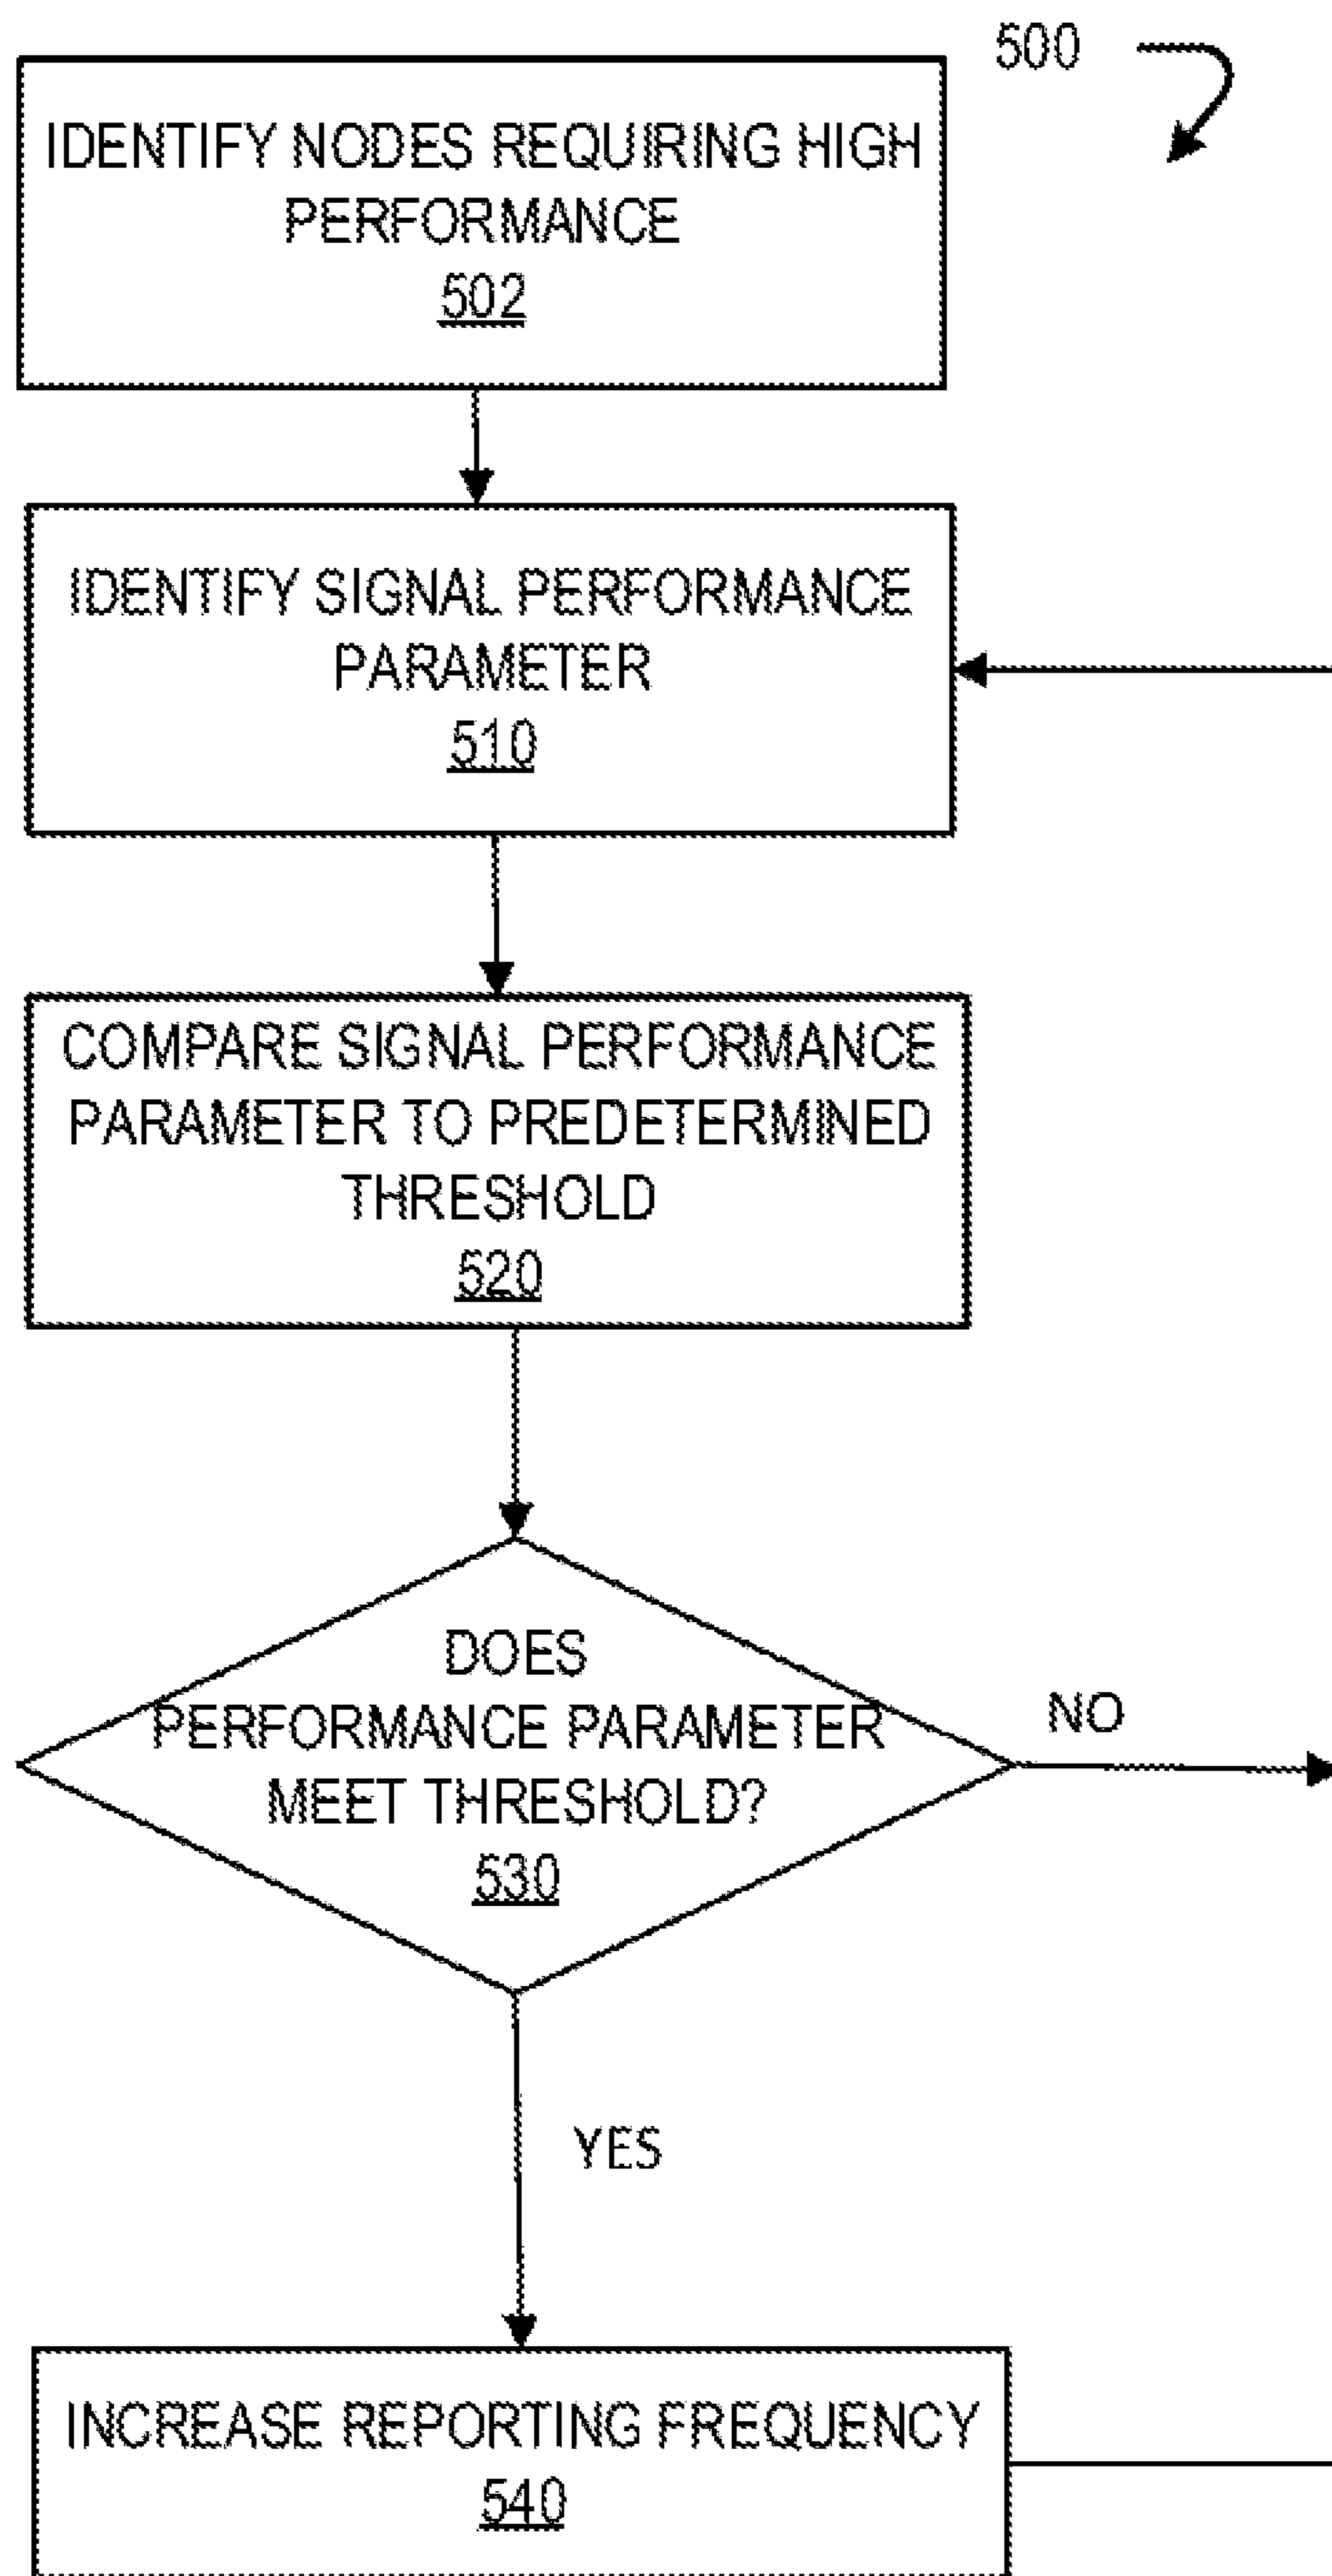 500
IDENTIFY NODES REQUIRING HIGH
PERFORMANCE
502
IDENTIFY SIGNAL PERFORMANCE
PARAMETER
510
COMPARE SIGNAL PERFORMANCE
PARAMETER TO PREDETERMINED
THRESHOLD
520
DOES
PERFORMANCE PARAMETER
MEET THRESHOLD?
530
NO
YES
INCREASE REPORTING FREQUENCY
540